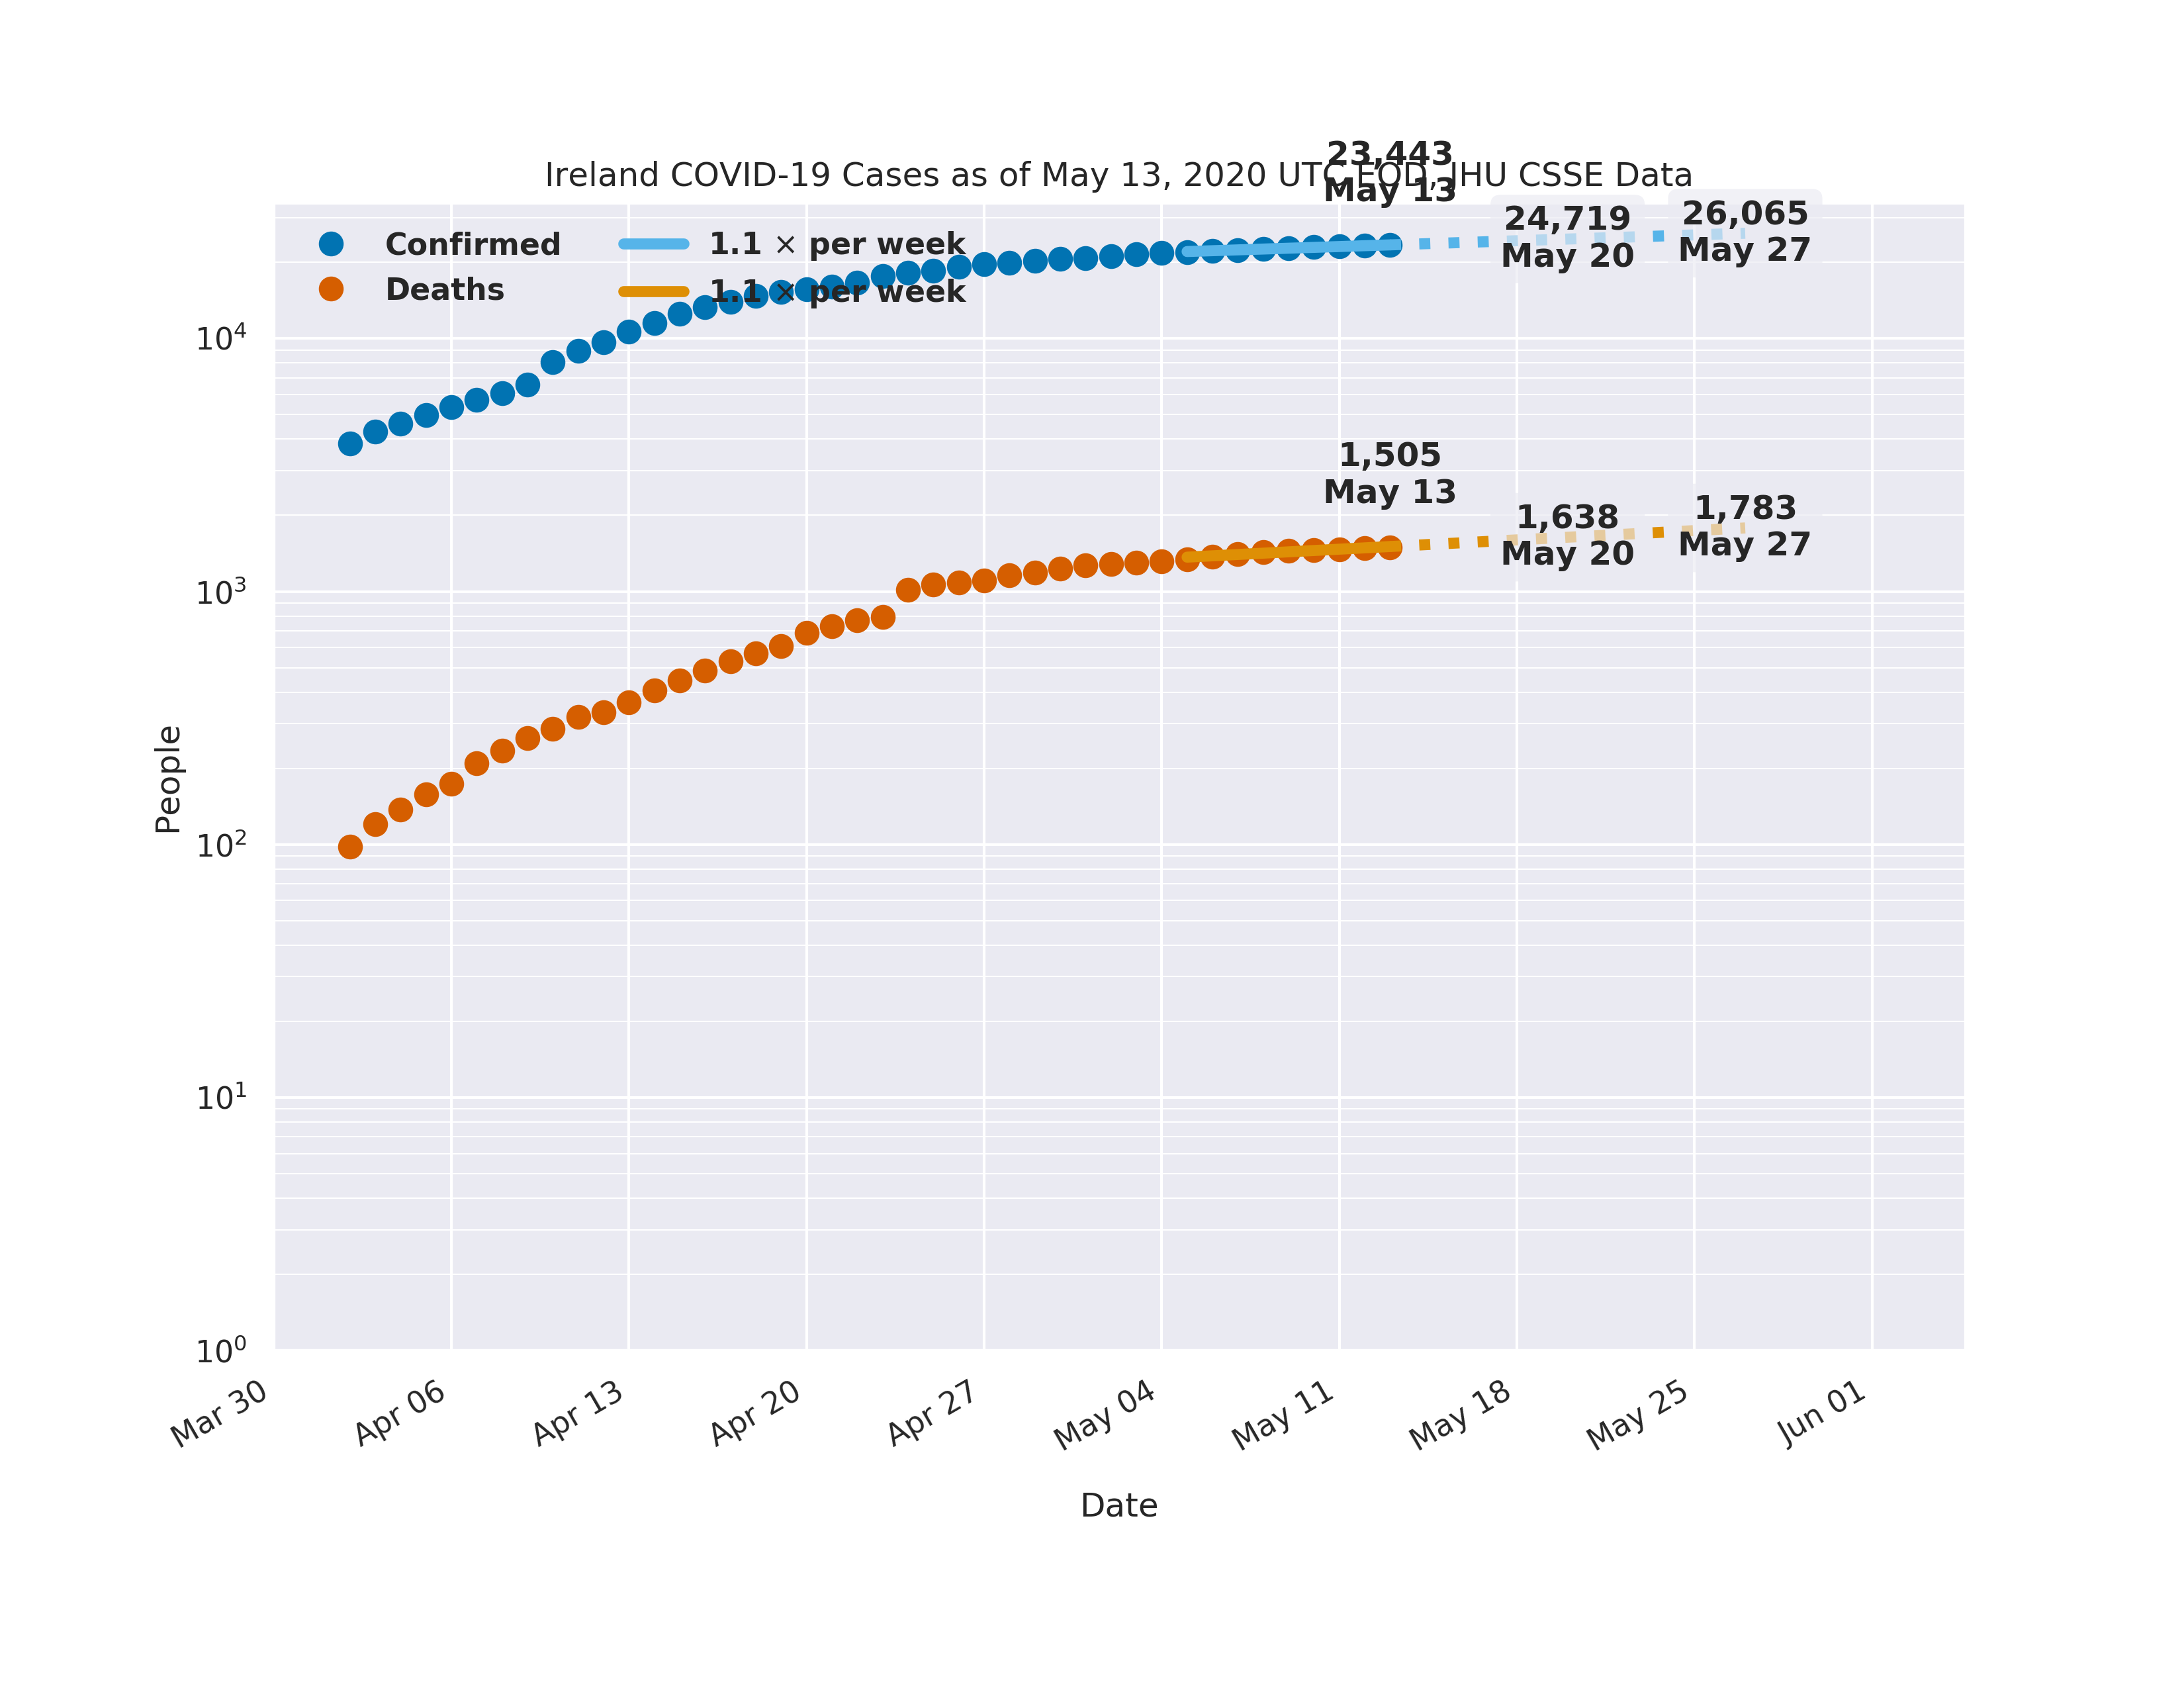 23,443
May 13
Ireland COVID-19 Cases as of May 13, 2020 UTC EOD, JHU CSSE Data
24,719
May 20
26,065
May 27
Confirmed
Deaths
1.1 × per week
1.1 × per week
1,505
May 13
1,638
May 20
1,783
May 27
10⁴
10³
10²
10¹
10⁰
People
Mar 30
Apr 06
Apr 13
Apr 20
Apr 27
May 04
May 11
May 18
May 25
Jun 01
Date